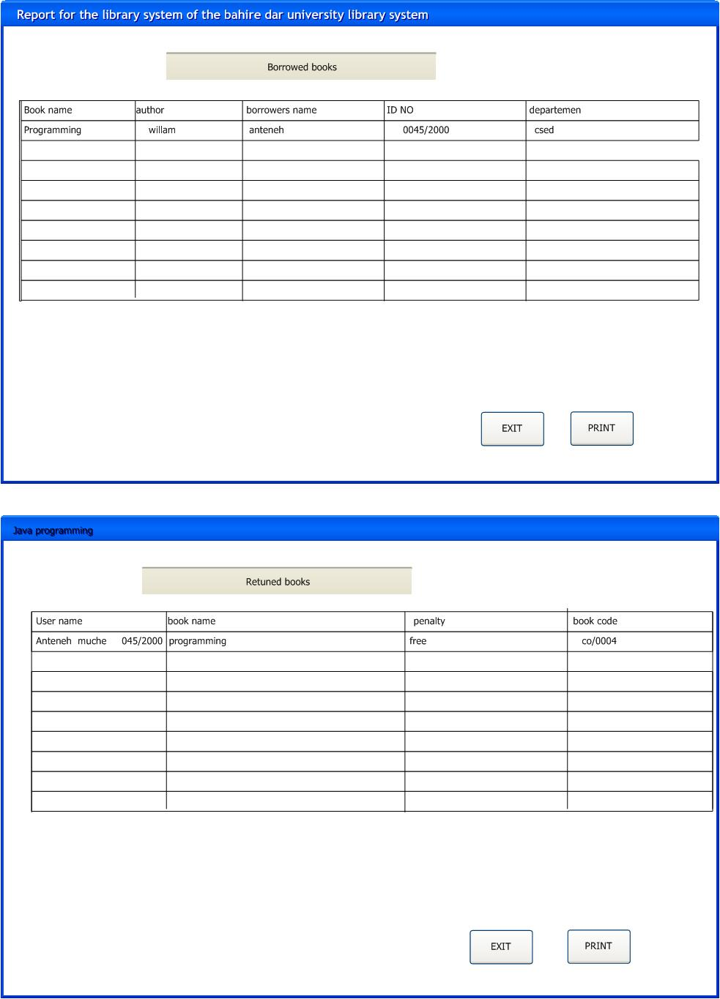 Report for the library system of the bahire dar university library system
Borrowed books
Book name author borrowers name ID NO departemen
Programming willam anteneh 0045/2000 csed
EXIT PRINT
Java programming
Retuned books
User name book name penalty book code
Anteneh muche 045/2000 programming free co/0004
EXIT PRINT